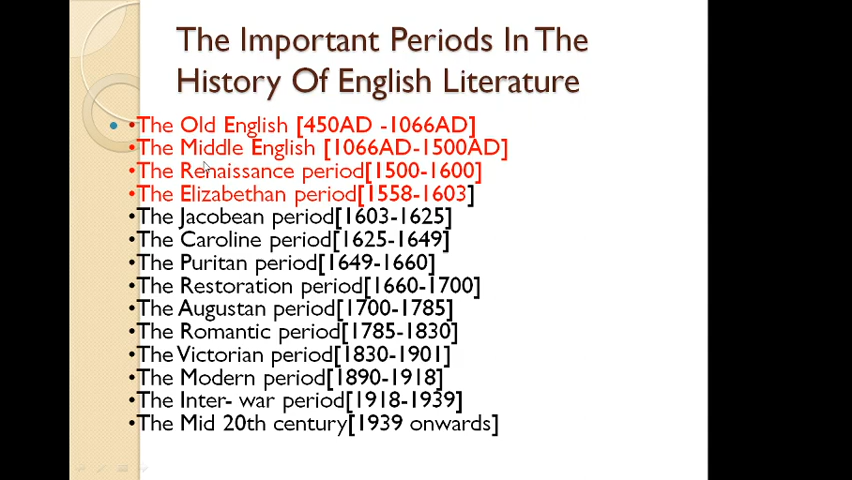 The Important Periods In The
History Of English Literature
•The Old English [450AD -1066AD]
•The Middle English [1066AD-1500AD]
•The Renaissance period[1500-1600]
•The Elizabethan period[1558-1603]
•The Jacobean period[1603-1625]
•The Caroline period[1625-1649]
•The Puritan period[1649-1660]
•The Restoration period[1660-1700]
•The Augustan period[1700-1785]
•The Romantic period[1785-1830]
•The Victorian period[1830-1901]
•The Modern period[1890-1918]
•The Inter- war period[1918-1939]
•The Mid 20th century[1939 onwards]